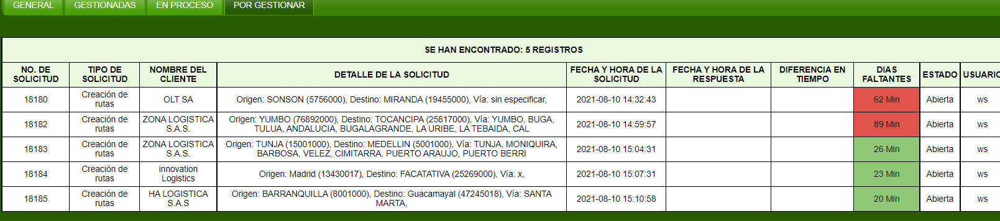 GENERAL GESTIONADAS EN PROCESO POR GESTIONAR
SE HAN ENCONTRADO: 5 REGISTROS
NO. DE SOLICITUD TIPO DE SOLICITUD NOMBRE DEL CLIENTE DETALLE DE LA SOLICITUD FECHA Y HORA DE LA SOLICITUD FECHA Y HORA DE LA RESPUESTA DIFERENCIA EN TIEMPO DIAS FALTANTES ESTADO USUARIO
18180 Creación de rutas OLT SA Origen: SONSON (5756000), Destino: MIRANDA (19455000), Vía: sin especificar, 2021-08-10 14:32:43 62 Min Abierta ws
18182 Creación de rutas ZONA LOGISTICA S.A.S. Origen: YUMBO (76892000), Destino: TOCANCIPA (25817000), Vía: YUMBO, BUGA, TULUA, ANDALUCIA, BUGALAGRANDE, LA URIBE, LA TEBAIDA, CAL 2021-08-10 14:59:57 89 Min Abierta ws
18183 Creación de rutas ZONA LOGISTICA S.A.S. Origen: TUNJA (15001000), Destino: MEDELLIN (5001000), Vía: TUNJA, MONIQUIRA, BARBOSA, VELEZ, CIMITARRA, PUERTO ARAUJO, PUERTO BERRI 2021-08-10 15:04:31 26 Min Abierta ws
18184 Creación de rutas innovation Logistics Origen: Madrid (13430017), Destino: FACATATIVA (25269000), Vía: x, 2021-08-10 15:07:31 23 Min Abierta ws
18185 Creación de rutas HA LOGISTICA S.A.S Origen: BARRANQUILLA (8001000), Destino: Guacamayal (47245018), Vía: SANTA MARTA, 2021-08-10 15:10:58 20 Min Abierta ws